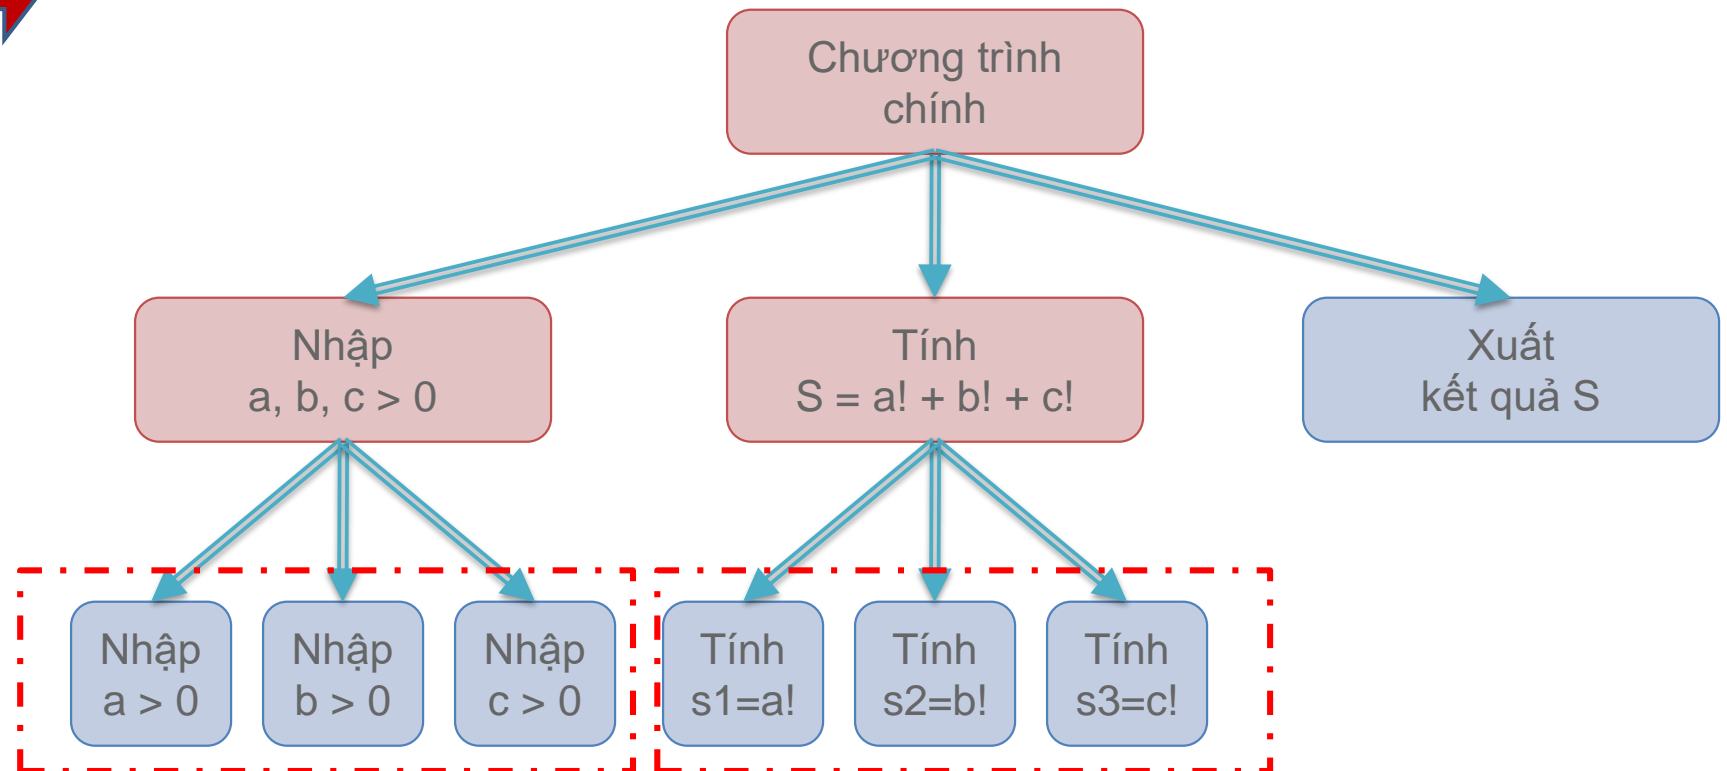 Chương trình
chính
Nhập
a, b, c > 0
Tính
S = a! + b! + c!
Xuất
kết quả S
Nhập
a > 0
Nhập
b > 0
Nhập
c > 0
Tính
s1=a!
Tính
s2=b!
Tính
s3=c!